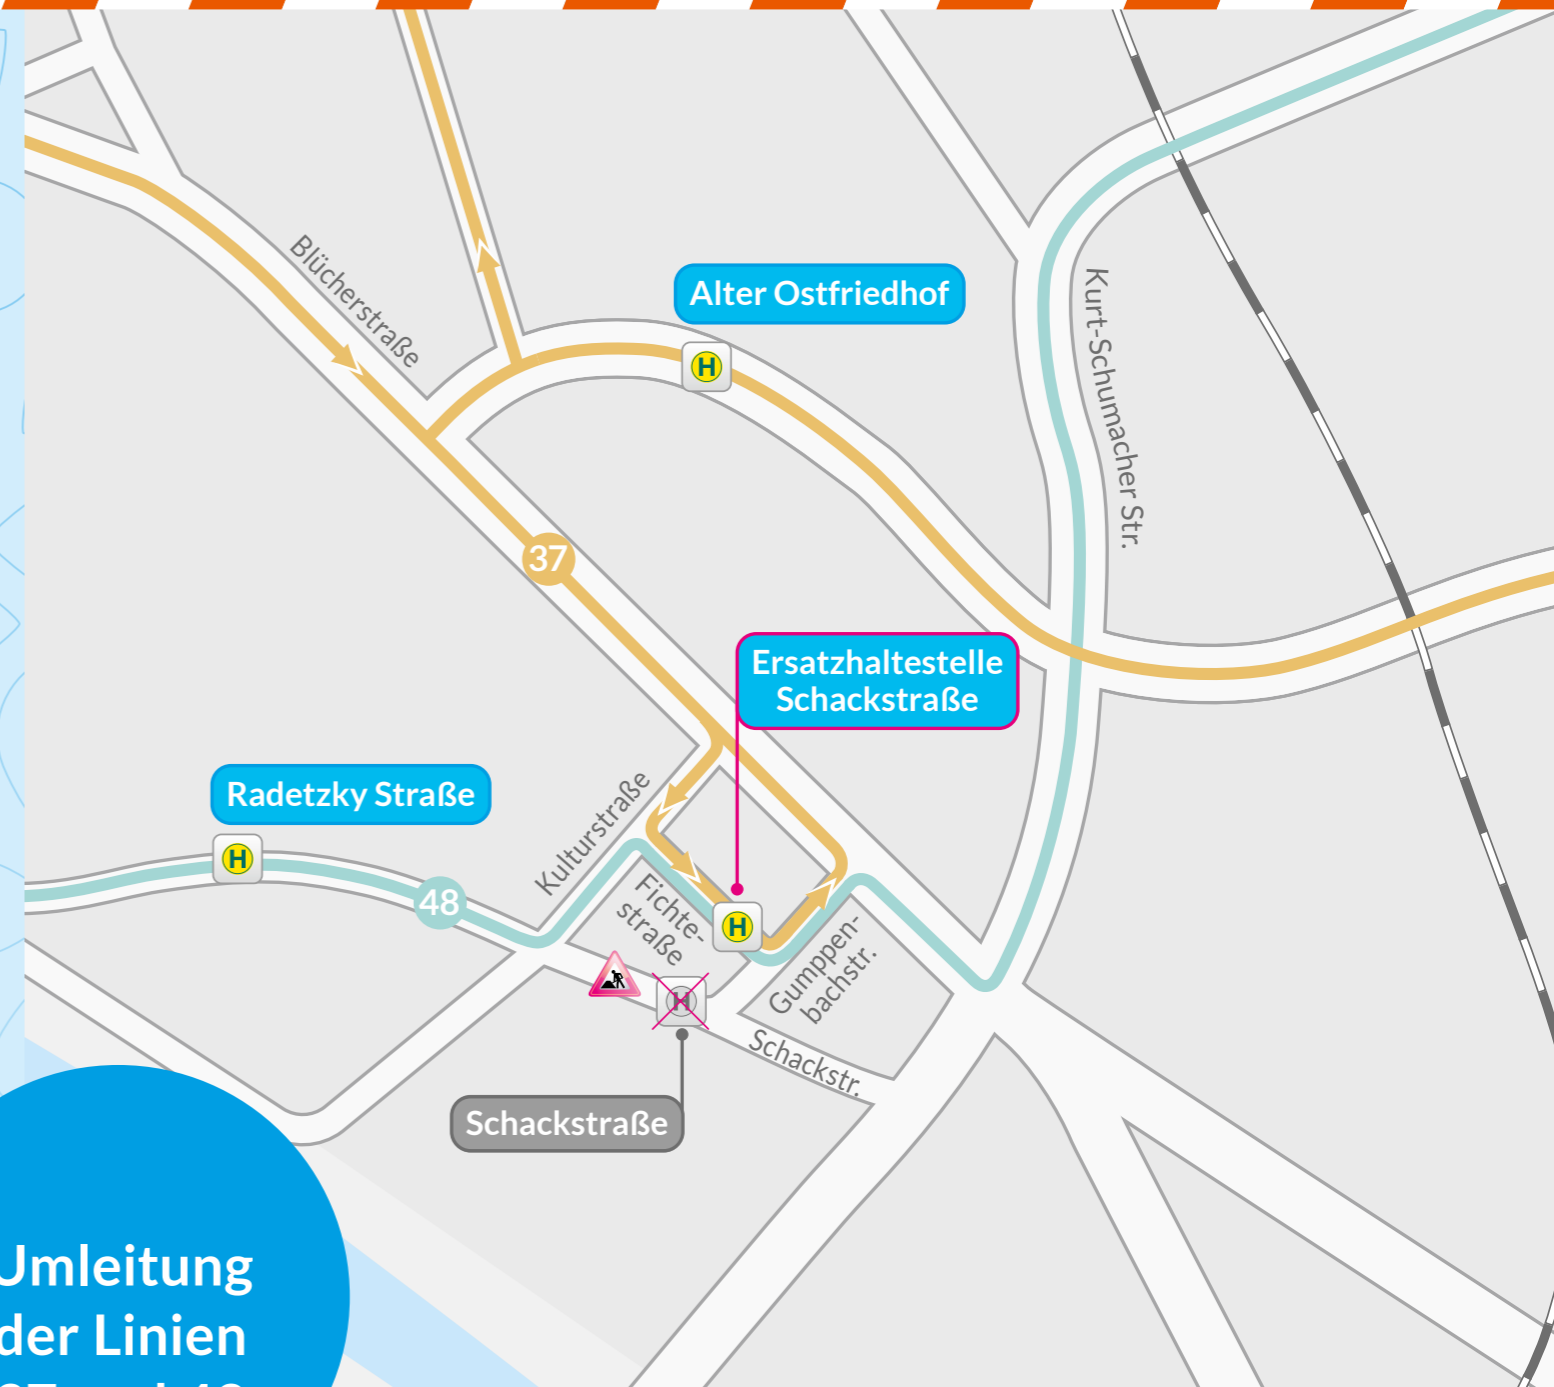 Blücherstraße
Alter Ostfriedhof
H
Kurt-Schumacher Str.
37
Ersatzhaltestelle
Schackstraße
Radetzky Straße
H
48
Kulturstraße
Fichte-
straße
H
Gumppen-
bachstr.
H
Schackstr.
Schackstraße
Umleitung
der Linien